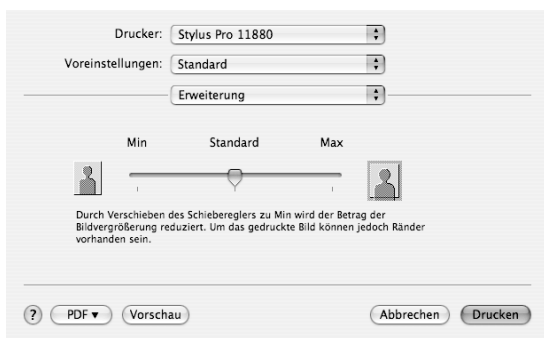 Drucker: Stylus Pro 11880
Voreinstellungen: Standard
Erweiterung
Min Standard Max
Durch Verschieben des Schiebereglers zu Min wird der Betrag der
Bildvergrößerung reduziert. Um das gedruckte Bild können jedoch Ränder
vorhanden sein.
? PDF ▼ Vorschau Abbrechen Drucken